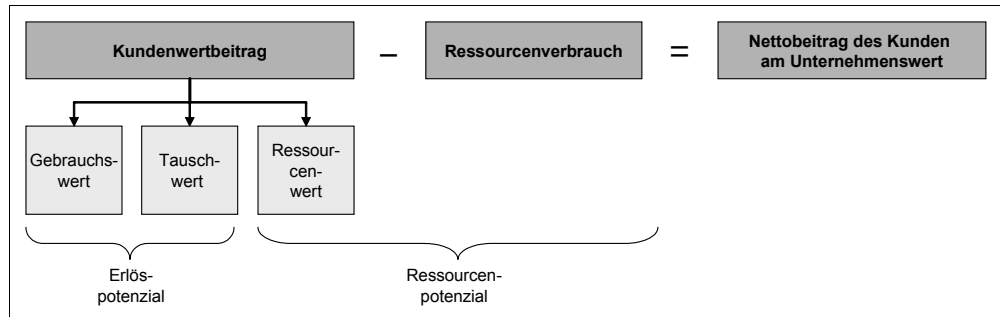 Kundenwertbeitrag
–
Ressourcenverbrauch
=
Nettobeitrag des Kunden
am Unternehmenswert
Gebrauchs-
wert
Tausch-
wert
Ressour-
cen-
wert
Erlös-
potenzial
Ressourcen-
potenzial